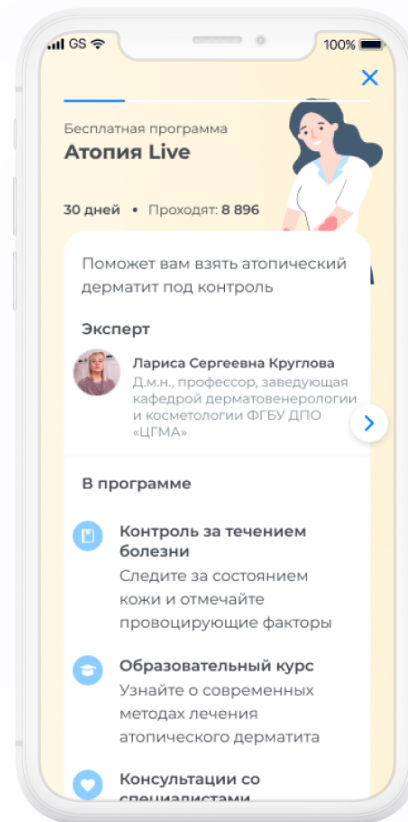 GS
100%
Бесплатная программа
Атопия Live
30 дней • Проходят: 8 896
Поможет вам взять атопический
дерматит под контроль
Эксперт
Лариса Сергеевна Круглова
Д.м.н., профессор, заведующая
кафедрой дерматовенерологии
и косметологии ФГБУ ДПО
«ЦГМА»
В программе
Контроль за течением
болезни
Следите за состоянием
кожи и отмечайте
провоцирующие факторы
Образовательный курс
Узнайте о современных
методах лечения
атопического дерматита
Консультации со
специалистами